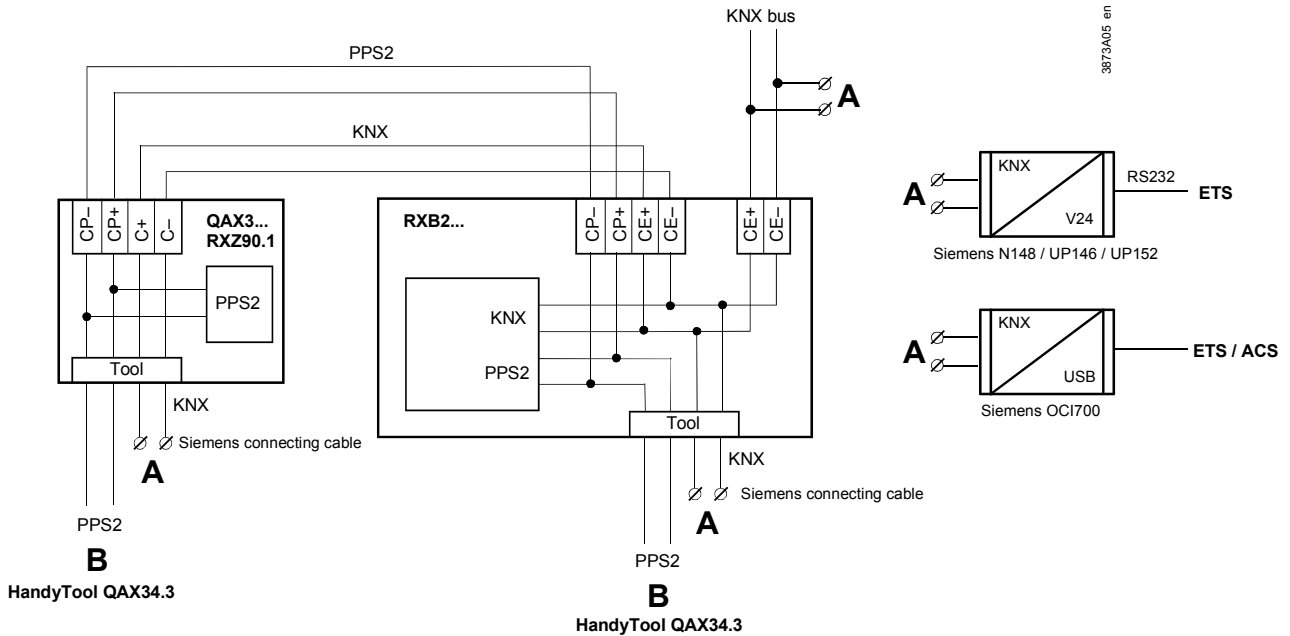 KNX bus
3873A05 en
PPS2
A
KNX
QAX3...
RXZ90.1
CP–
CP+
C+
C–
PPS2
Tool
KNX
Siemens connecting cable
A
PPS2
B
HandyTool QAX34.3
RXB2...
CP–
CP+
CE+
CE–
CE+
CE–
KNX
PPS2
Tool
KNX
Siemens connecting cable
A
PPS2
B
HandyTool QAX34.3
A
KNX
V24
RS232
ETS
Siemens N148 / UP146 / UP152
A
KNX
USB
ETS / ACS
Siemens OCI700